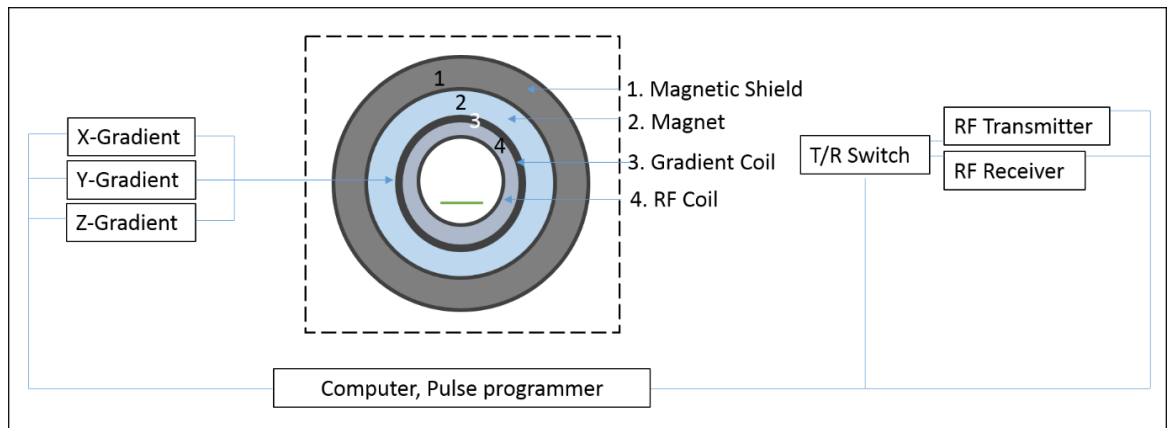 1
2
3
4
1. Magnetic Shield
2. Magnet
3. Gradient Coil
4. RF Coil
X-Gradient
Y-Gradient
Z-Gradient
T/R Switch
RF Transmitter
RF Receiver
Computer, Pulse programmer